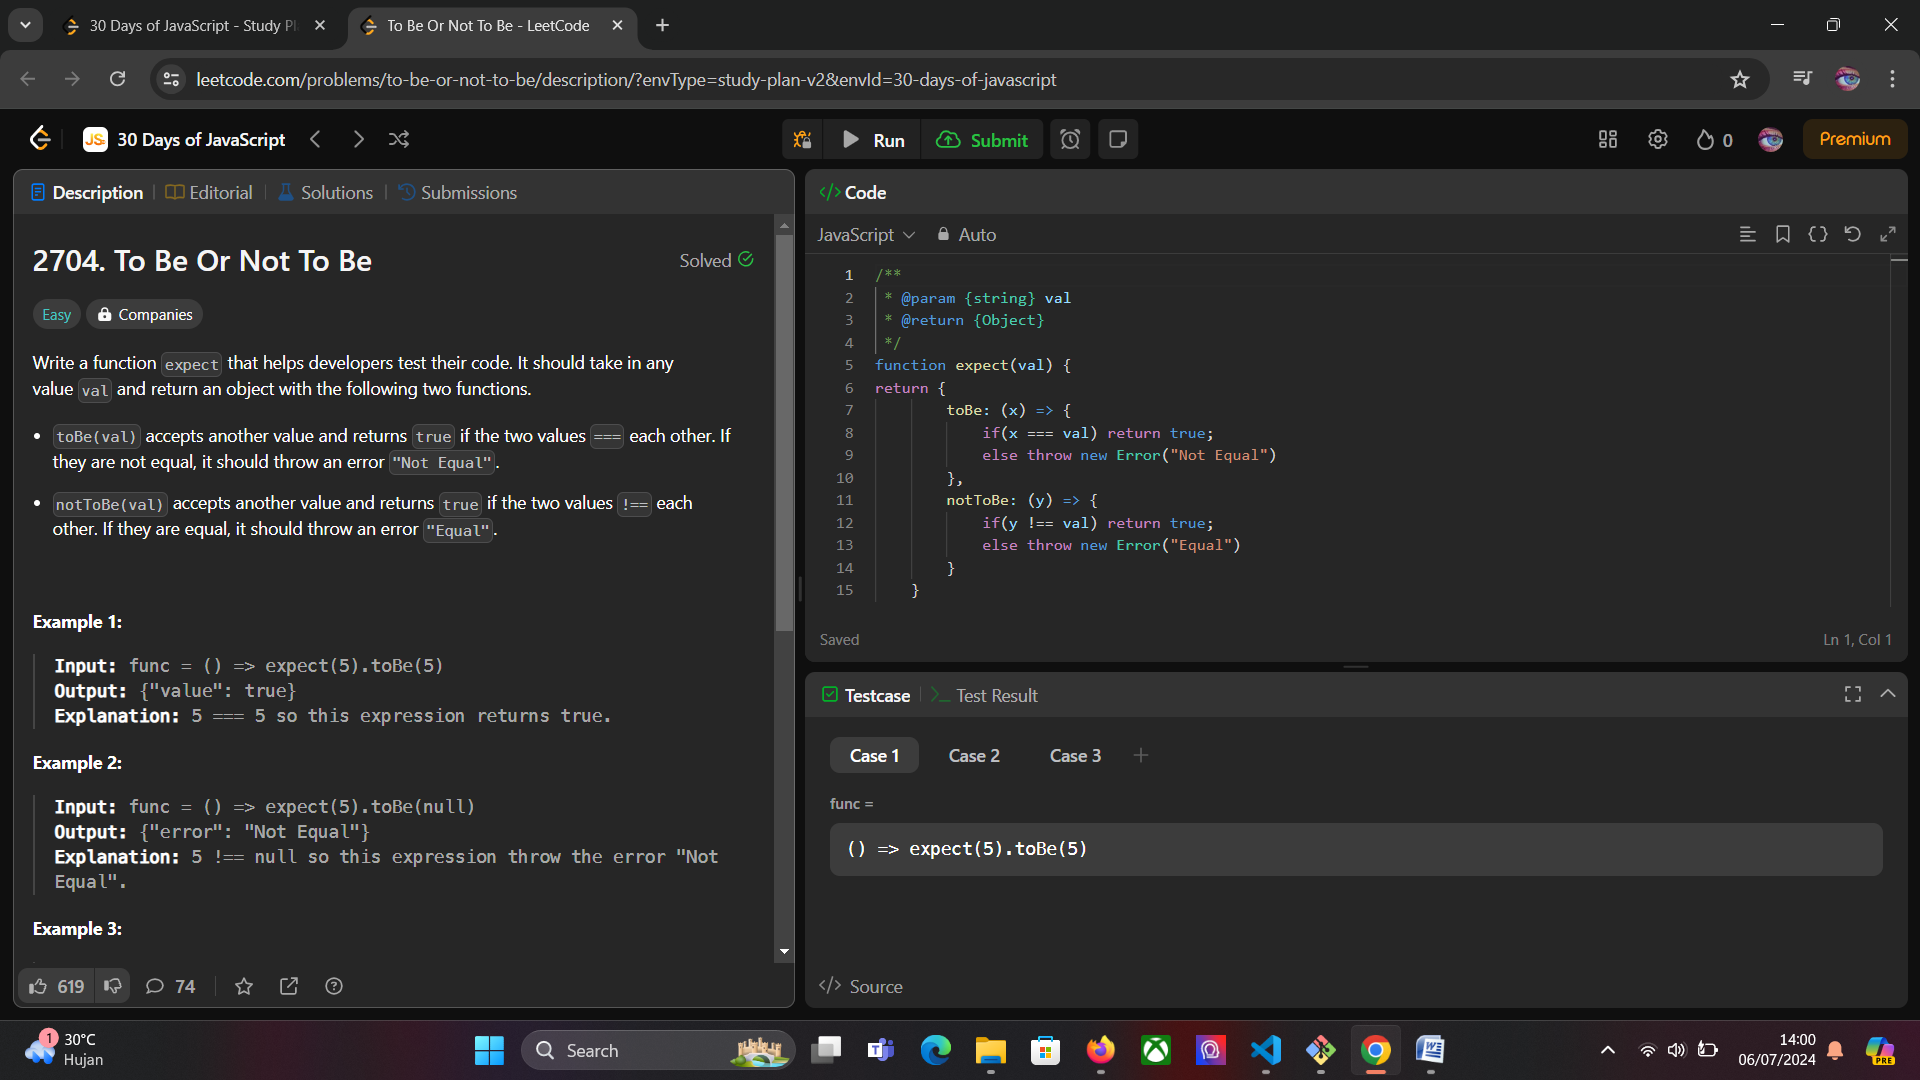 30 Days of JavaScript - Study Pl
To Be Or Not To Be - LeetCode
leetcode.com/problems/to-be-or-not-to-be/description/?envType=study-plan-v2&envId=30-days-of-javascript
JS 30 Days of JavaScript
Run
Submit
0
Premium
Description
Editorial
Solutions
Submissions
2704. To Be Or Not To Be
Solved
Easy
Companies
Write a function expect that helps developers test their code. It should take in any
value val and return an object with the following two functions.
• toBe(val) accepts another value and returns true if the two values === each other. If
they are not equal, it should throw an error "Not Equal".
• notToBe(val) accepts another value and returns true if the two values !== each
other. If they are equal, it should throw an error "Equal".
Example 1:
Input: func = () => expect(5).toBe(5)
Output: {"value": true}
Explanation: 5 === 5 so this expression returns true.
Example 2:
Input: func = () => expect(5).toBe(null)
Output: {"error": "Not Equal"}
Explanation: 5 !== null so this expression throw the error "Not
Equal".
Example 3:
619
74
</> Code
JavaScript
Auto
1 /**
2 * @param {string} val
3 * @return {Object}
4 */
5 function expect(val) {
6 return {
7 toBe: (x) => {
8 if(x === val) return true;
9 else throw new Error("Not Equal")
10 },
11 notToBe: (y) => {
12 if(y !== val) return true;
13 else throw new Error("Equal")
14 }
15 }
Saved
Ln 1, Col 1
Testcase
>_ Test Result
Case 1
Case 2
Case 3
func =
() => expect(5).toBe(5)
</> Source
1
30°C
Hujan
Search
14:00
06/07/2024
PRE